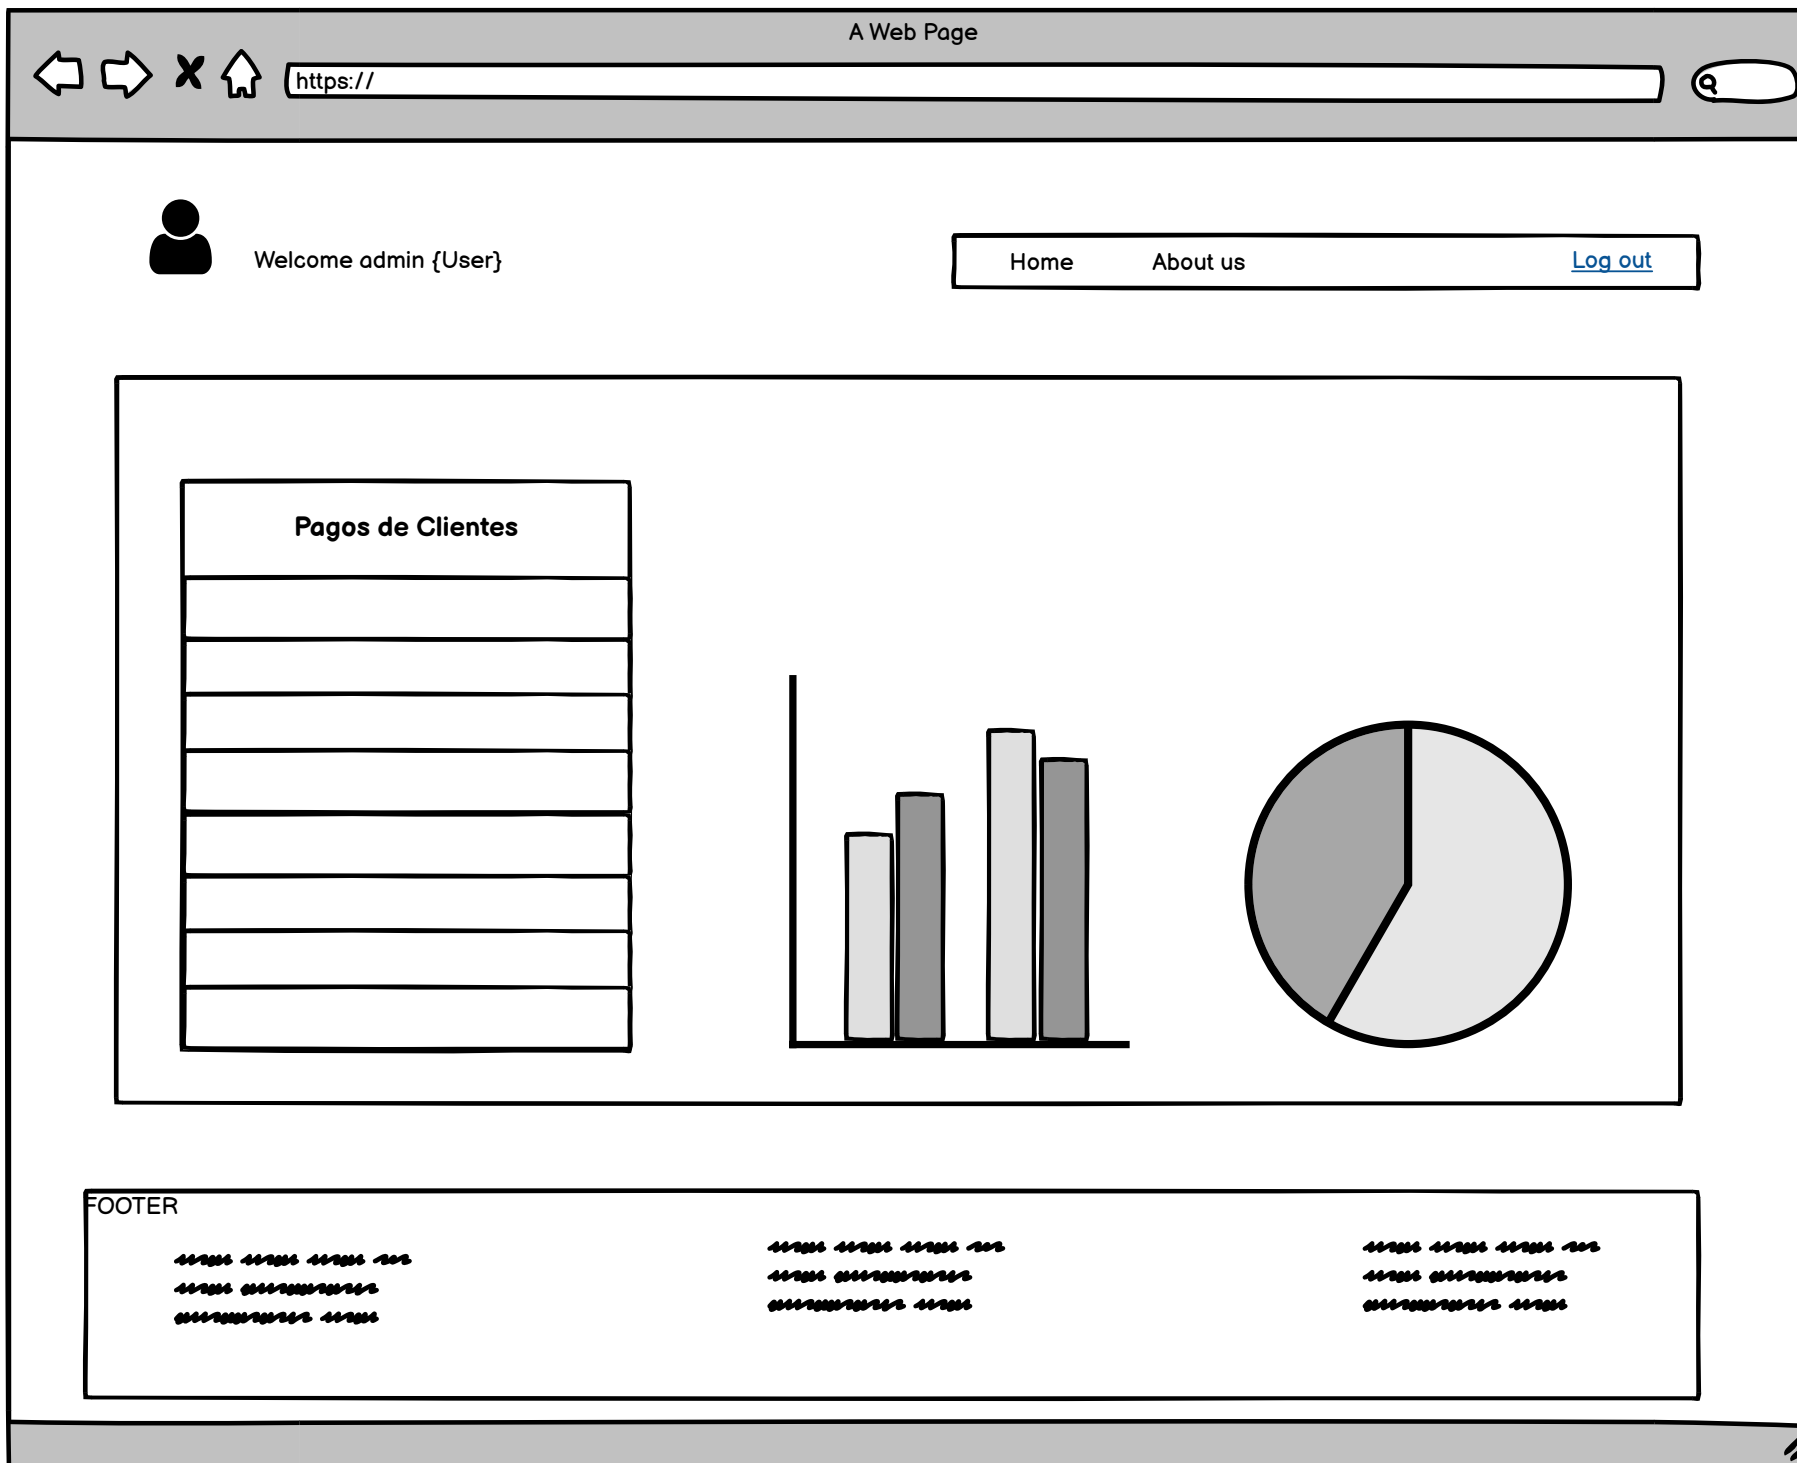 A Web Page
https://
Welcome admin {User}
Home
About us
Log out
Pagos de Clientes
FOOTER